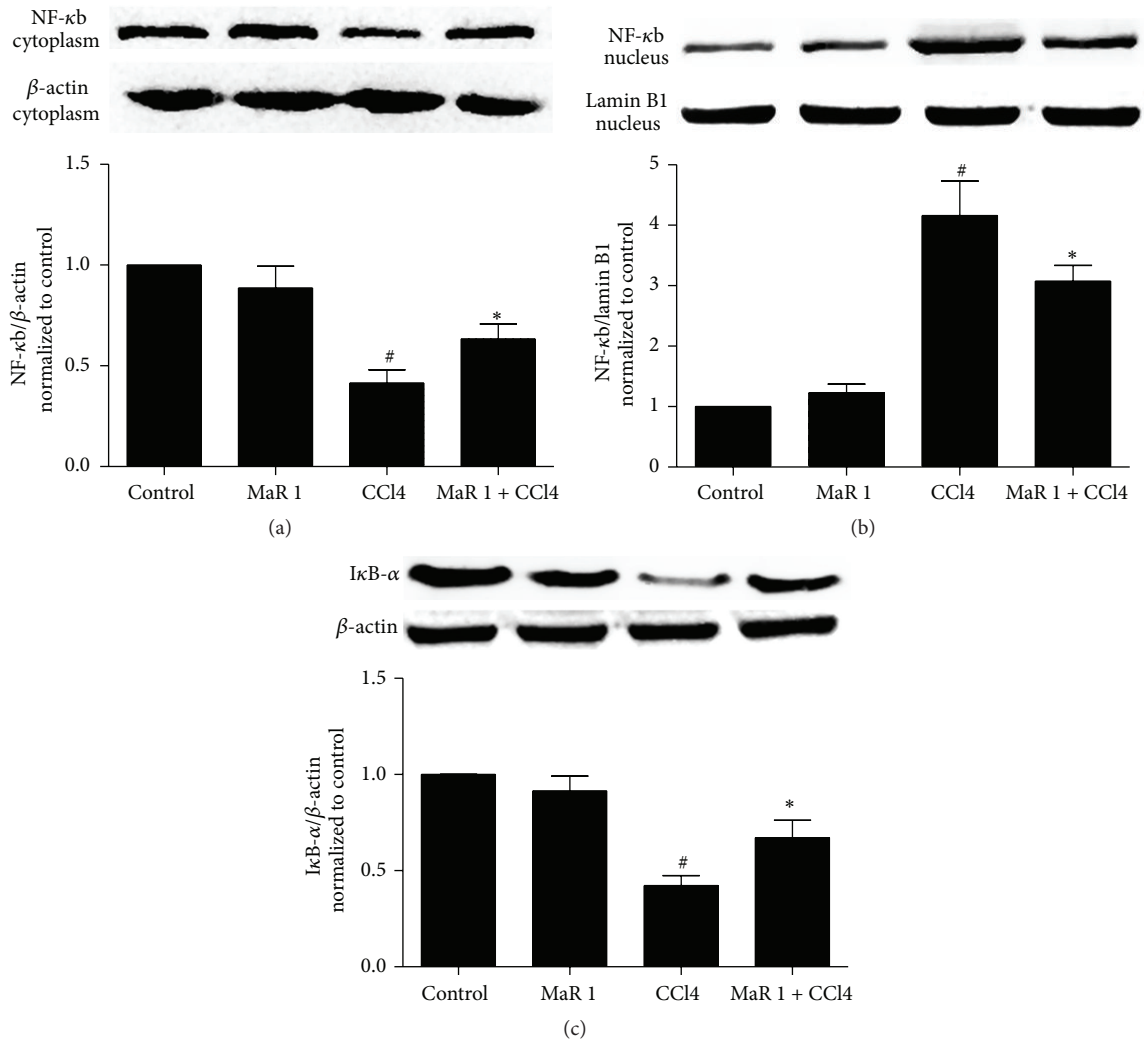 NF-κb
cytoplasm
β-actin
cytoplasm
1.5
1.0
0.5
0.0
NF-κb/β-actin
normalized to control
#
*
Control
MaR 1
CCl4
MaR 1 + CCl4
(a)
NF-κb
nucleus
Lamin B1
nucleus
5
4
3
2
1
0
NF-κb/lamin B1
normalized to control
#
*
Control
MaR 1
CCl4
MaR 1 + CCl4
(b)
IκB-α
β-actin
1.5
1.0
0.5
0.0
IκB-α/β-actin
normalized to control
#
*
Control
MaR 1
CCl4
MaR 1 + CCl4
(c)